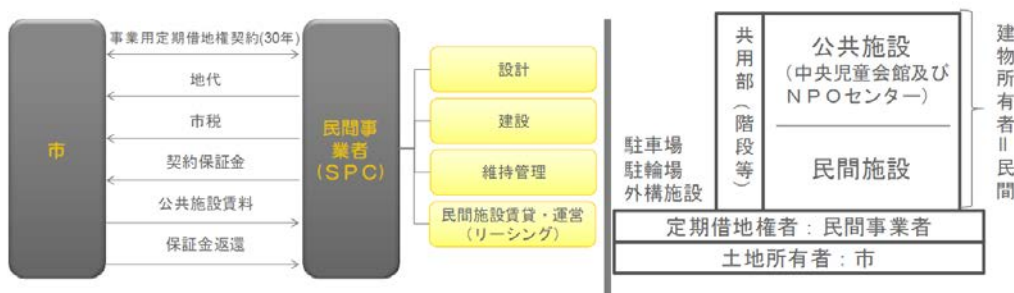 市
事業用定期借地権契約(30年)
地代
市税
契約保証金
公共施設賃料
保証金返還
民間事
業者
(SPC)
設計
建設
維持管理
民間施設賃貸・運営
(リーシング)
駐車場
駐輪場
外構施設
共用部(階段等)
公共施設
(中央児童会館及び
NPOセンター)
民間施設
建物所有者=民間
定期借地権者:民間事業者
土地所有者:市